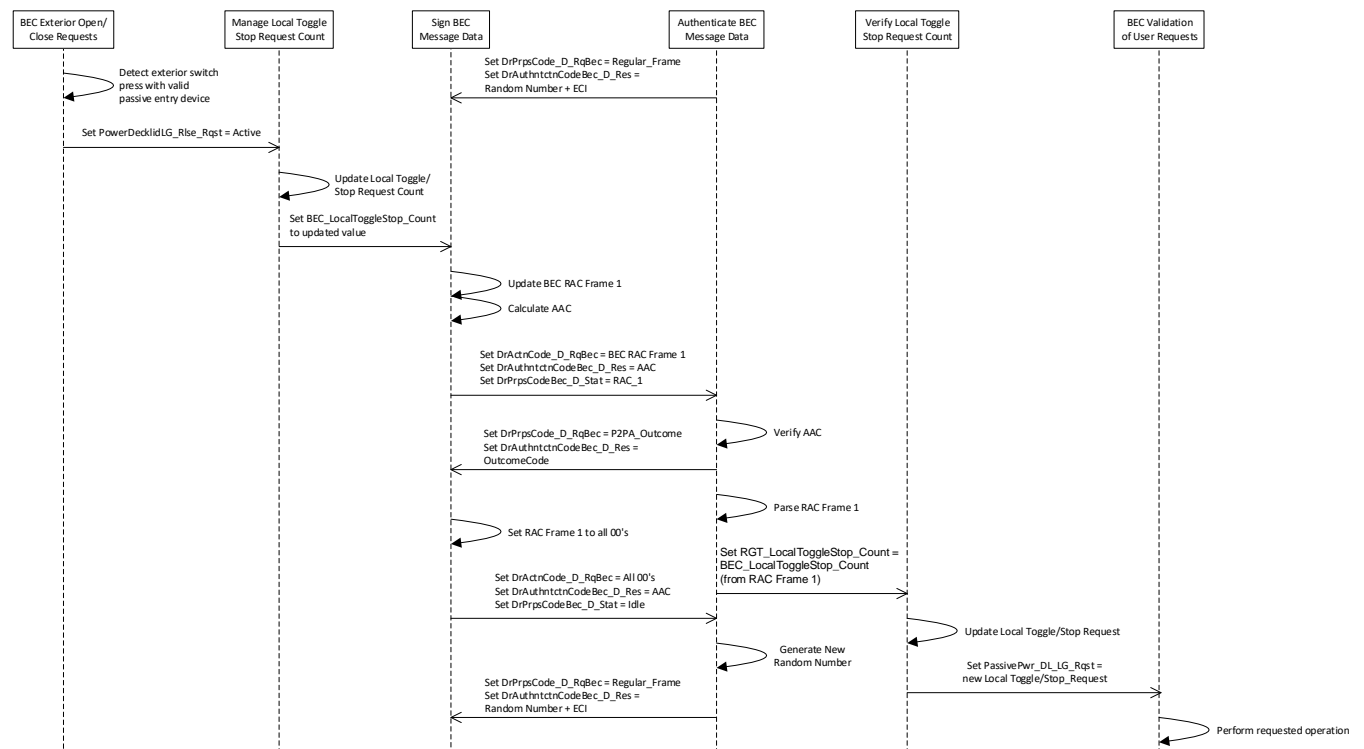 BEC Exterior Open/
Close Requests
Manage Local Toggle
Stop Request Count
Sign BEC
Message Data
Authenticate BEC
Message Data
Verify Local Toggle
Stop Request Count
BEC Validation
of User Requests
Set DrPrpsCode_D_RqBec = Regular_Frame
Set DrAuthntctnCodeBec_D_Res =
Random Number + ECI
Detect exterior switch
press with valid
passive entry device
Set PowerDecklidLG_Rlse_Rqst = Active
Update Local Toggle/
Stop Request Count
Set BEC_LocalToggleStop_Count
to updated value
Update BEC RAC Frame 1
Calculate AAC
Set DrActnCode_D_RqBec = BEC RAC Frame 1
Set DrAuthntctnCodeBec_D_Res = AAC
Set DrPrpsCodeBec_D_Stat = RAC_1
Verify AAC
Set DrPrpsCode_D_RqBec = P2PA_Outcome
Set DrAuthntctnCodeBec_D_Res =
OutcomeCode
Parse RAC Frame 1
Set RAC Frame 1 to all 00's
Set RGT_LocalToggleStop_Count =
BEC_LocalToggleStop_Count
(from RAC Frame 1)
Set DrActnCode_D_RqBec = All 00's
Set DrAuthntctnCodeBec_D_Res = AAC
Set DrPrpsCodeBec_D_Stat = Idle
Update Local Toggle/Stop Request
Generate New
Random Number
Set PassivePwr_DL_LG_Rqst =
new Local Toggle/Stop_Request
Set DrPrpsCode_D_RqBec = Regular_Frame
Set DrAuthntctnCodeBec_D_Res =
Random Number + ECI
Perform requested operation